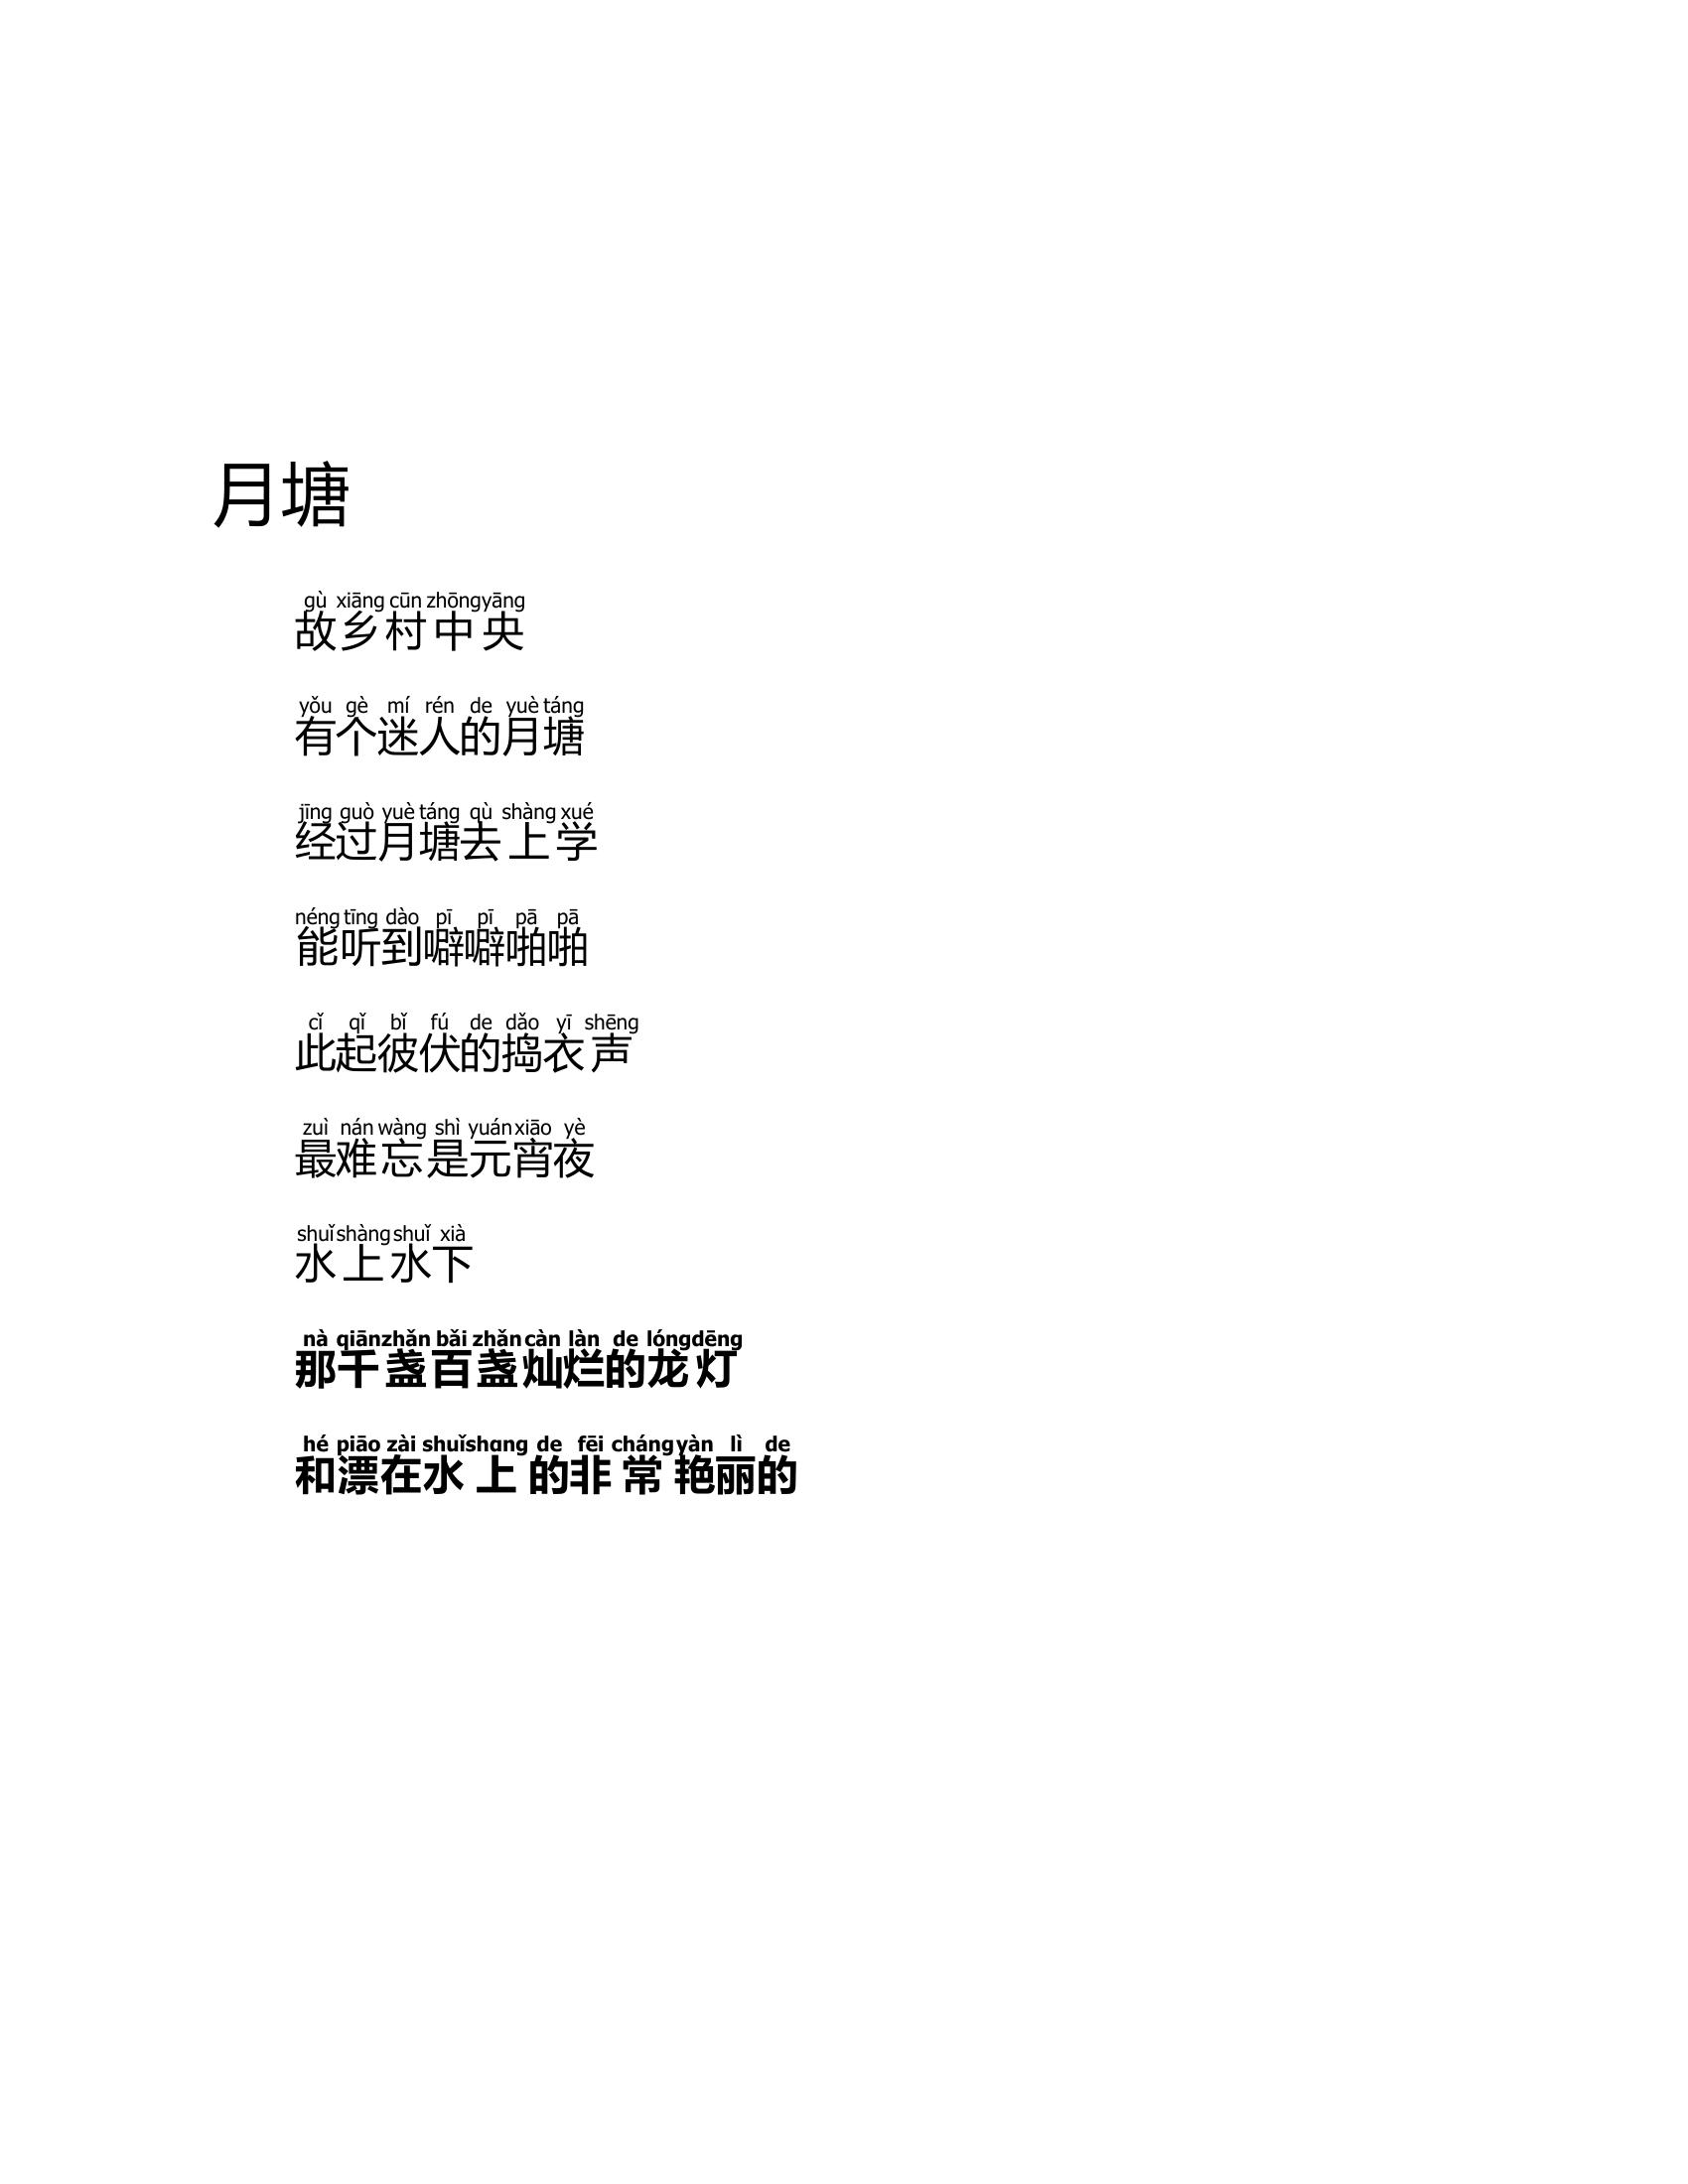 月塘
gù xiāng cūn zhōng yāng
故乡村中央
yǒu gè mí rén de yuè táng
有个迷人的月塘
jīng guò yuè táng qù shàng xué
经过月塘去上学
néng tīng dào pī pī pā pā
能听到噼噼啪啪
cǐ qǐ bǐ fú de dǎo yī shēng
此起彼伏的捣衣声
zuì nán wàng shì yuán xiāo yè
最难忘是元宵夜
shuǐ shàng shuǐ xià
水上水下
nà qiān zhǎn bǎi zhǎn càn làn de lóng dēng
那千盏百盏灿烂的龙灯
hé piāo zài shuǐ shɑng de fēi cháng yàn lì de
和漂在水上的非常艳丽的